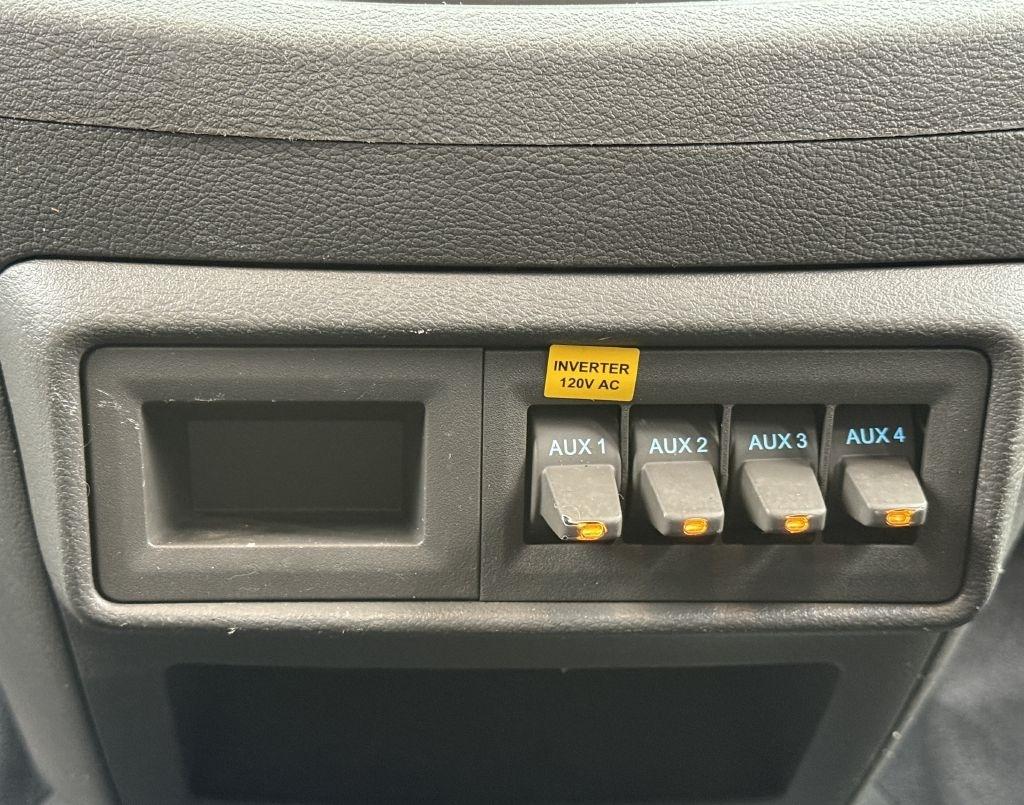 INVERTER
120V AC
AUX 1
AUX 2
AUX 3
AUX 4